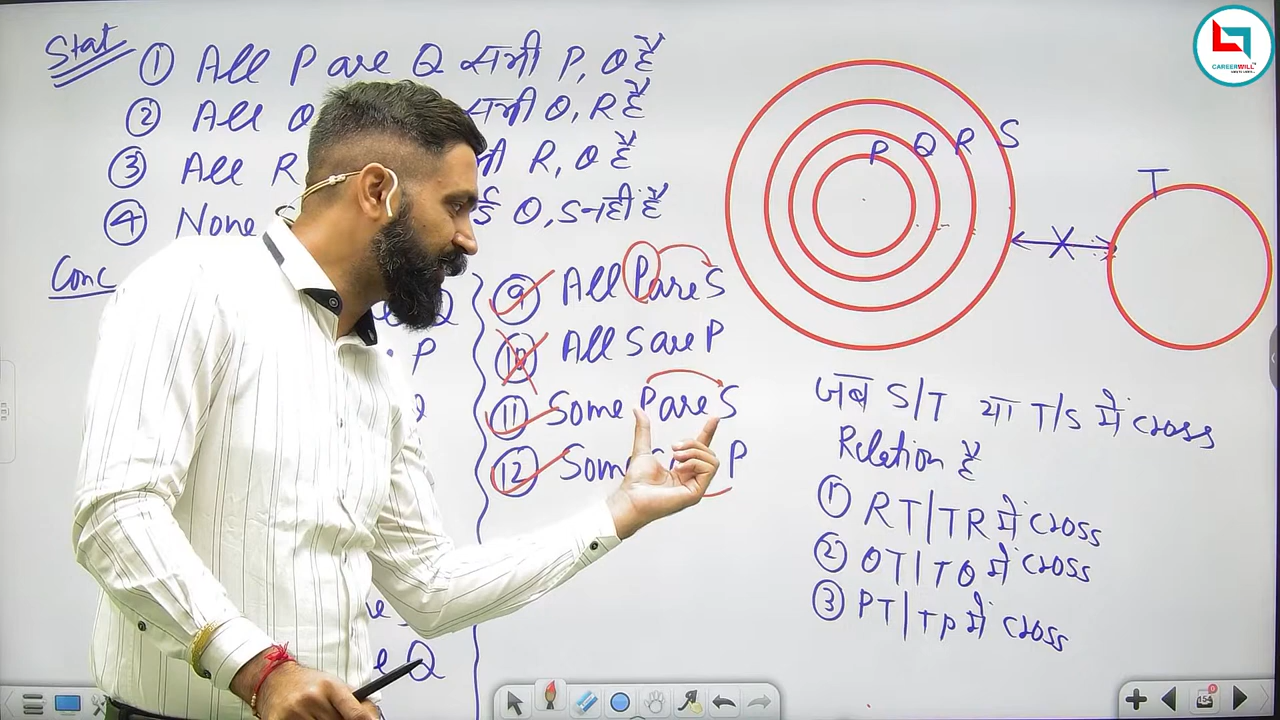 Stat ① All P are Q सभी P, Q हैं
② All Q सभी Q, R हैं
③ All R भी R, Q हैं
④ None ई Q, S नहीं हैं
Conc
Q
P
⑨ All P are S
⑩ All S are P
⑪ Some P are S
⑫ Some P
e Q
P Q R S
T
जब S/T या T/S में cross
Relation है
① RT/TR में cross
② QT/TQ में cross
③ PT/TP में cross
CAREERWILL